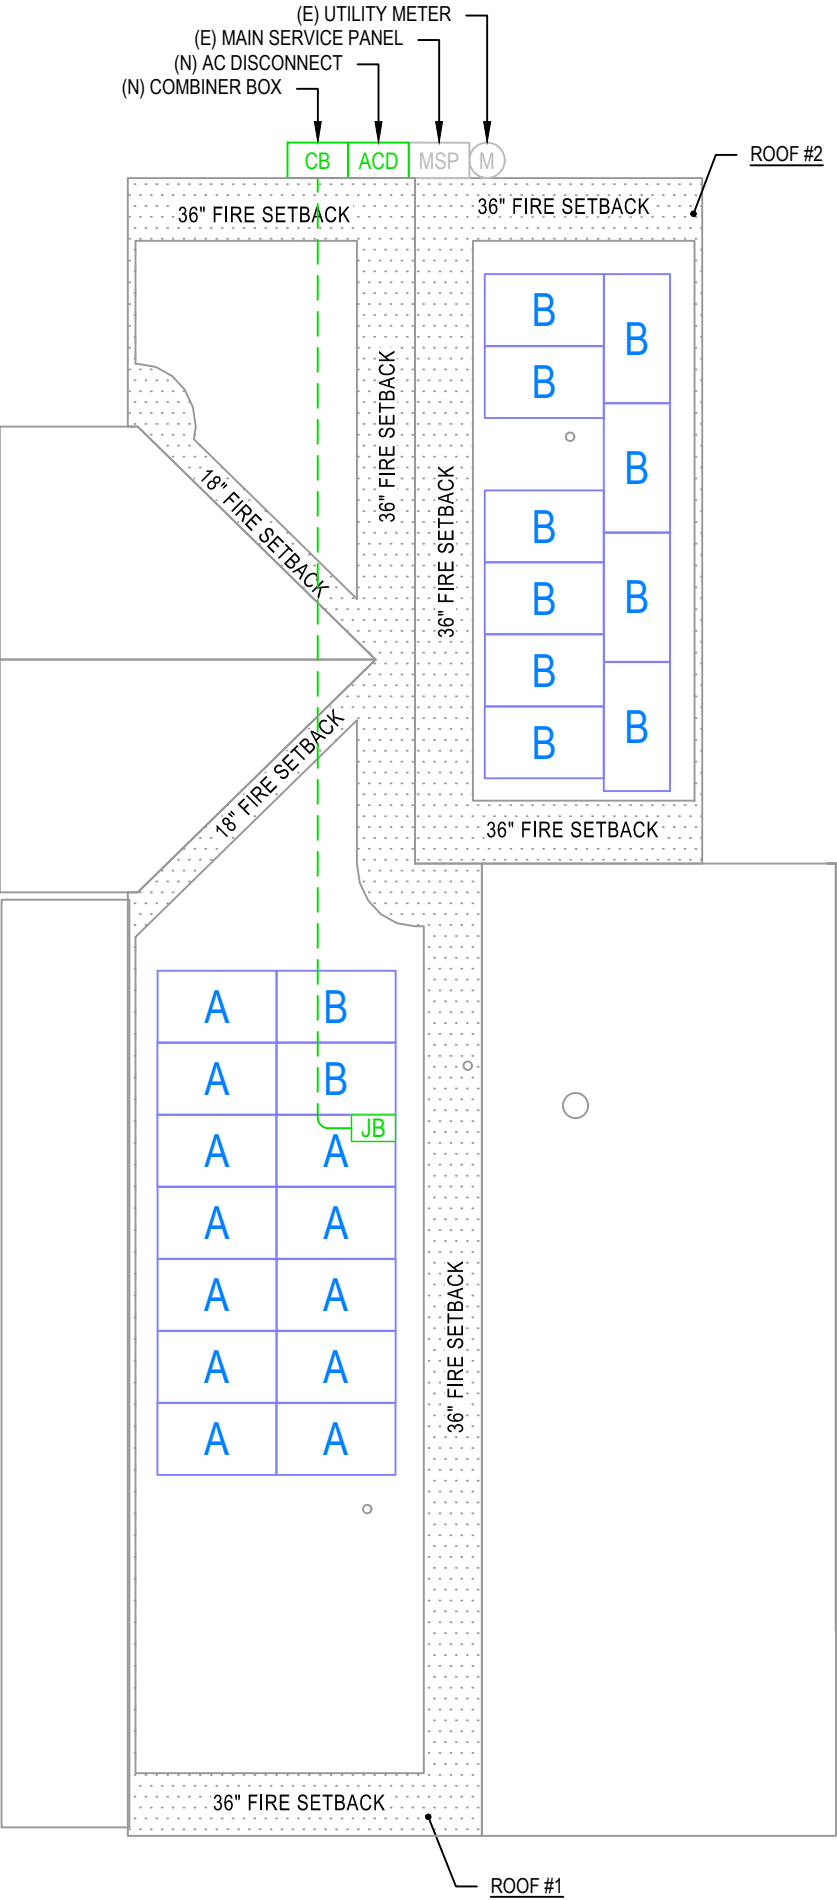 (E) UTILITY METER
(E) MAIN SERVICE PANEL
(N) AC DISCONNECT
(N) COMBINER BOX
CB ACD MSP M
ROOF #2
36" FIRE SETBACK
36" FIRE SETBACK
B
B
B
36" FIRE SETBACK
B
18" FIRE SETBACK
36" FIRE SETBACK
B
B
B
B
B
B
18" FIRE SETBACK
36" FIRE SETBACK
A B
A B
JB
A A
A A
A A
36" FIRE SETBACK
A A
A A
36" FIRE SETBACK
ROOF #1